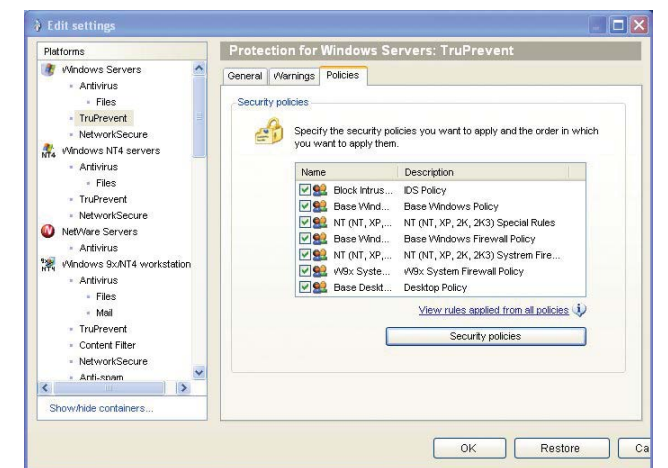 Edit settings
Platforms
Windows Servers
Antivirus
Files
TruPrevent
NetworkSecure
Windows NT4 servers
Antivirus
Files
TruPrevent
NetworkSecure
NetWare Servers
Antivirus
Windows 9x/NT4 workstation
Antivirus
Files
Mail
TruPrevent
Content Filter
NetworkSecure
Anti-spam
Show/hide containers...
Protection for Windows Servers: TruPrevent
General Warnings Policies
Security policies
Specify the security policies you want to apply and the order in which
you want to apply them.
Name Description
Block Intrus... IDS Policy
Base Wind... Base Windows Policy
NT (NT, XP,... NT (NT, XP, 2K, 2K3) Special Rules
Base Wind... Base Windows Firewall Policy
NT (NT, XP,... NT (NT, XP, 2K, 2K3) Systrem Fire...
W9x Syste... W9x System Firewall Policy
Base Deskt... Desktop Policy
View rules applied from all policies
Security policies
OK Restore Ca